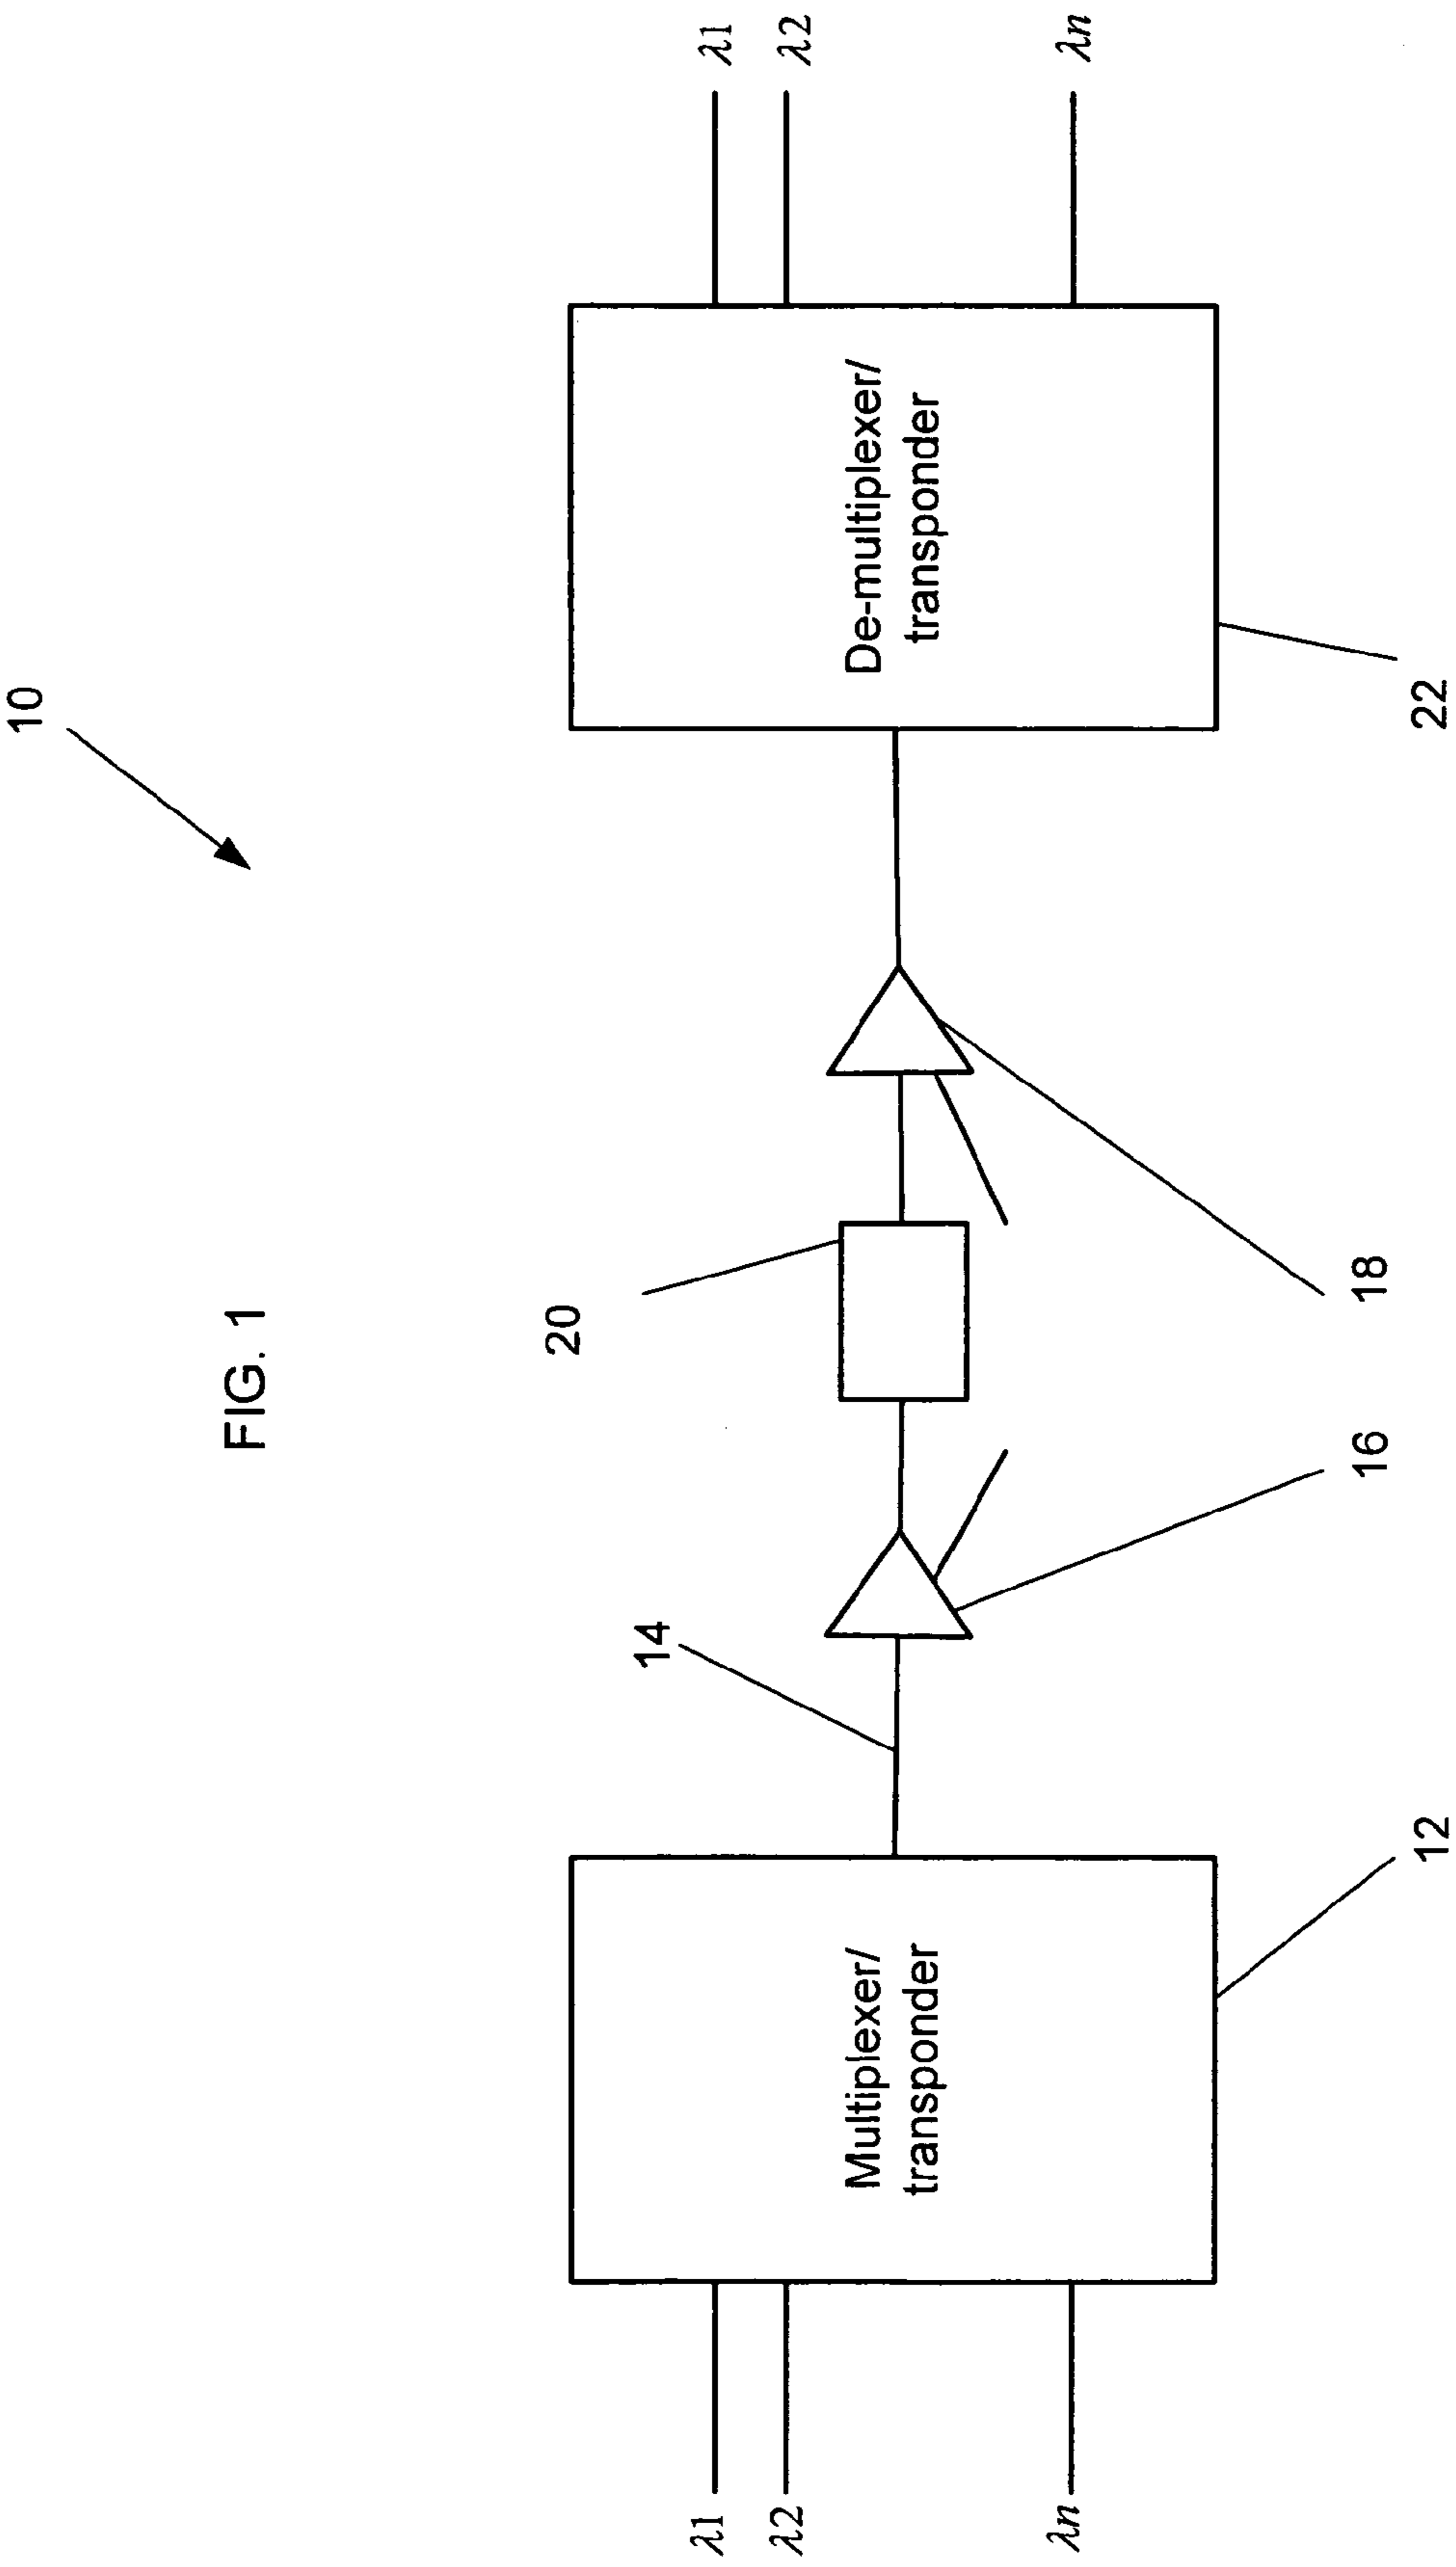 FIG. 1
10
λ1
λ2
λn
Multiplexer/
transponder
12
14
16
20
18
De-multiplexer/
transponder
22
λ1
λ2
λn